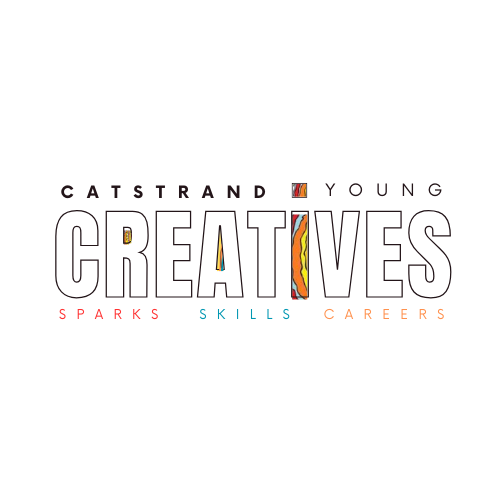 CATSTRAND YOUNG
CREATIVES
SPARKS SKILLS CAREERS